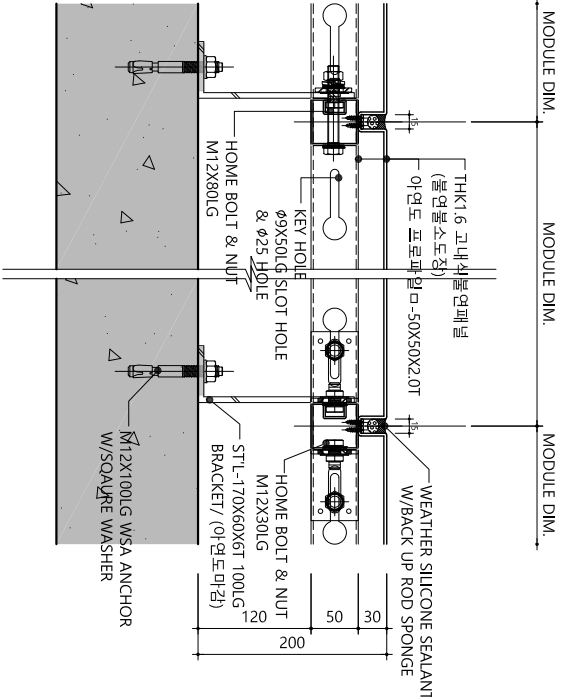 MODULE DIM.
MODULE DIM.
MODULE DIM.
THK1.6 고내식불연패널
(불연불소도장)
아연도 프로파일ㅁ-50X50X2.0T
15
15
KEY HOLE
φ9X50LG SLOT HOLE
& φ25 HOLE
HOME BOLT & NUT
M12X80LG
WEATHER SILICONE SEALANT
W/BACK UP ROD SPONGE
HOME BOLT & NUT
M12X30LG
ST'L-170X60X6T 100LG
BRACKET/ (아연도마감)
M12X100LG WSA ANCHOR
W/SQAURE WASHER
120
50
30
200